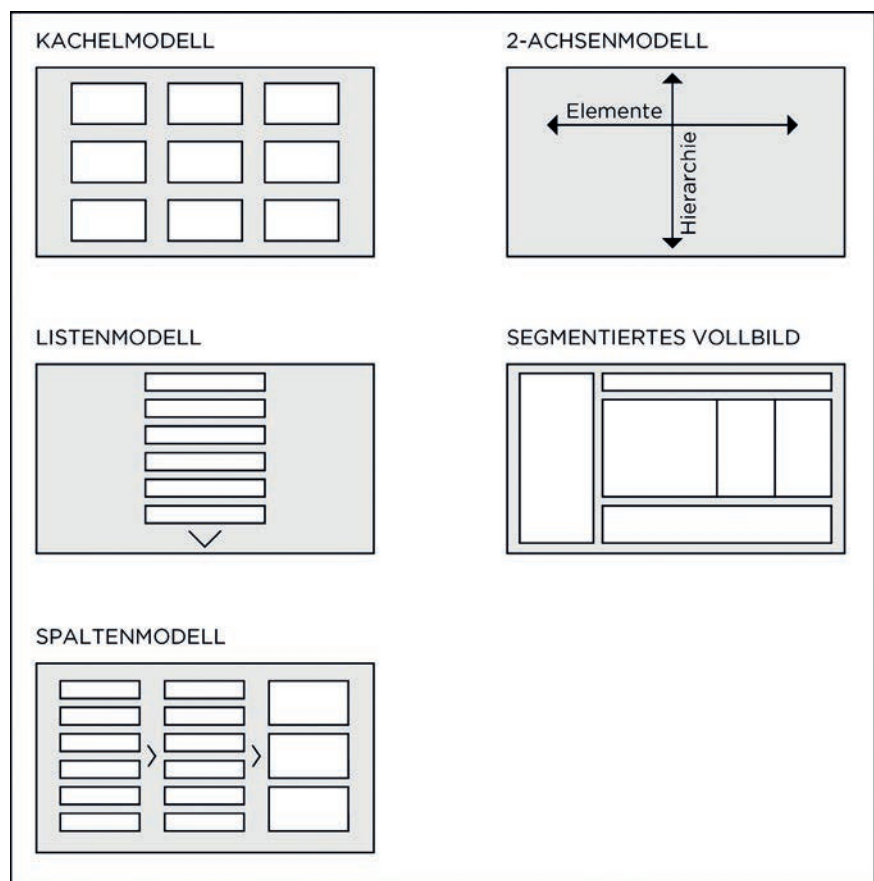 KACHELMODELL
2-ACHSENMODELL
Elemente
Hierarchie
LISTENMODELL
SEGMENTIERTES VOLLBILD
SPALTENMODELL